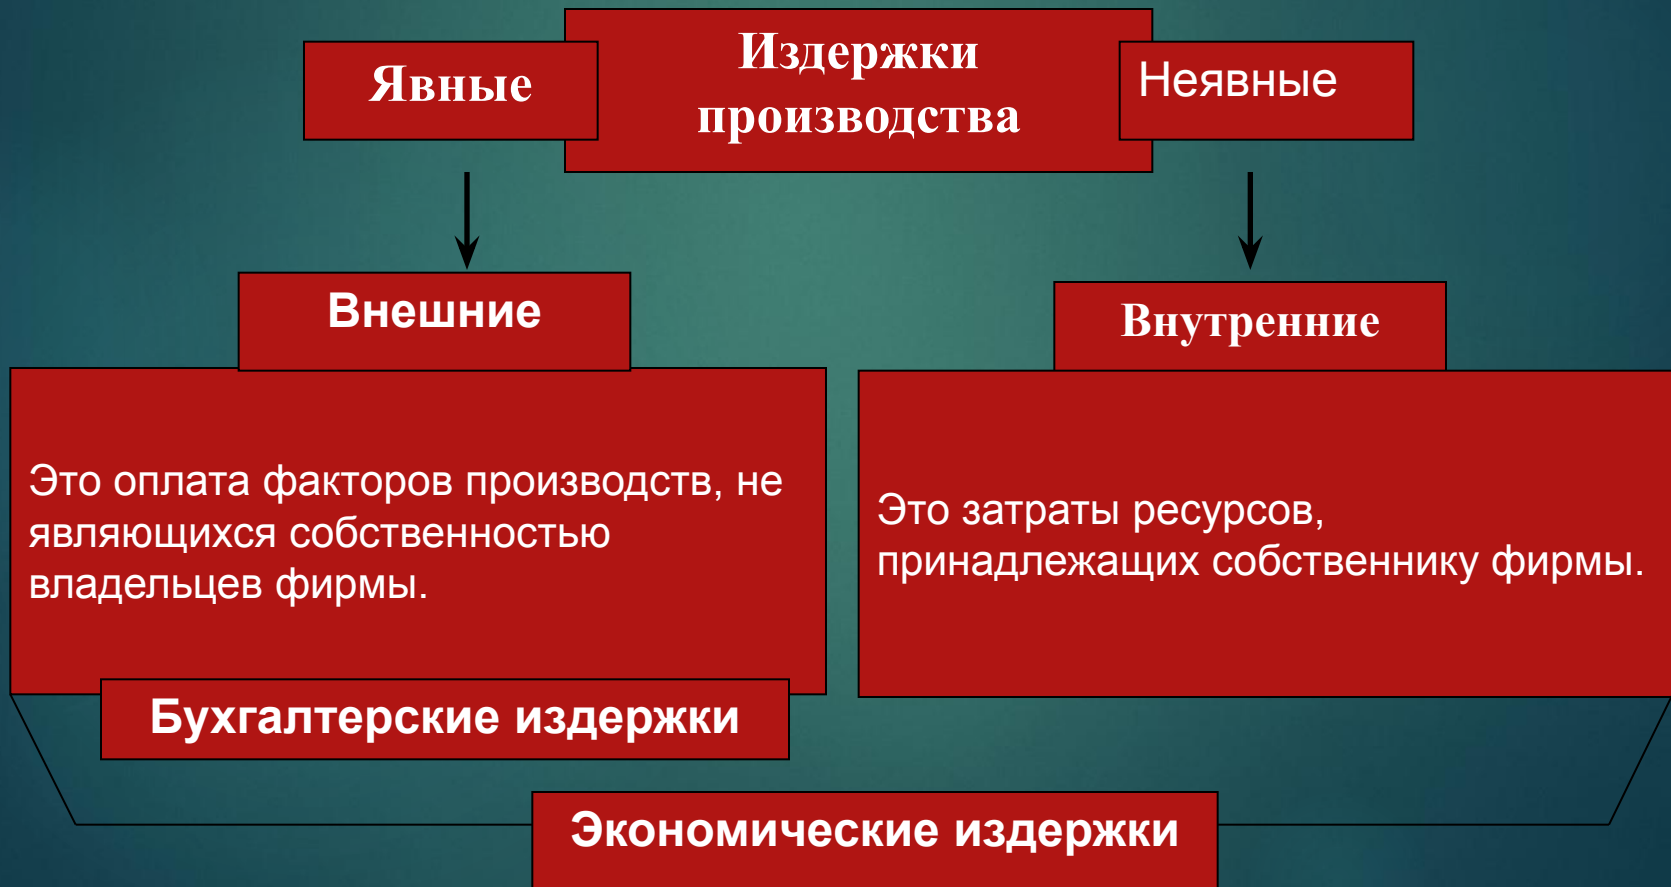 Издержки
производства
Явные
Неявные
Внешние
Внутренние
Это оплата факторов производств, не
являющихся собственностью
владельцев фирмы.
Это затраты ресурсов,
принадлежащих собственнику фирмы.
Бухгалтерские издержки
Экономические издержки